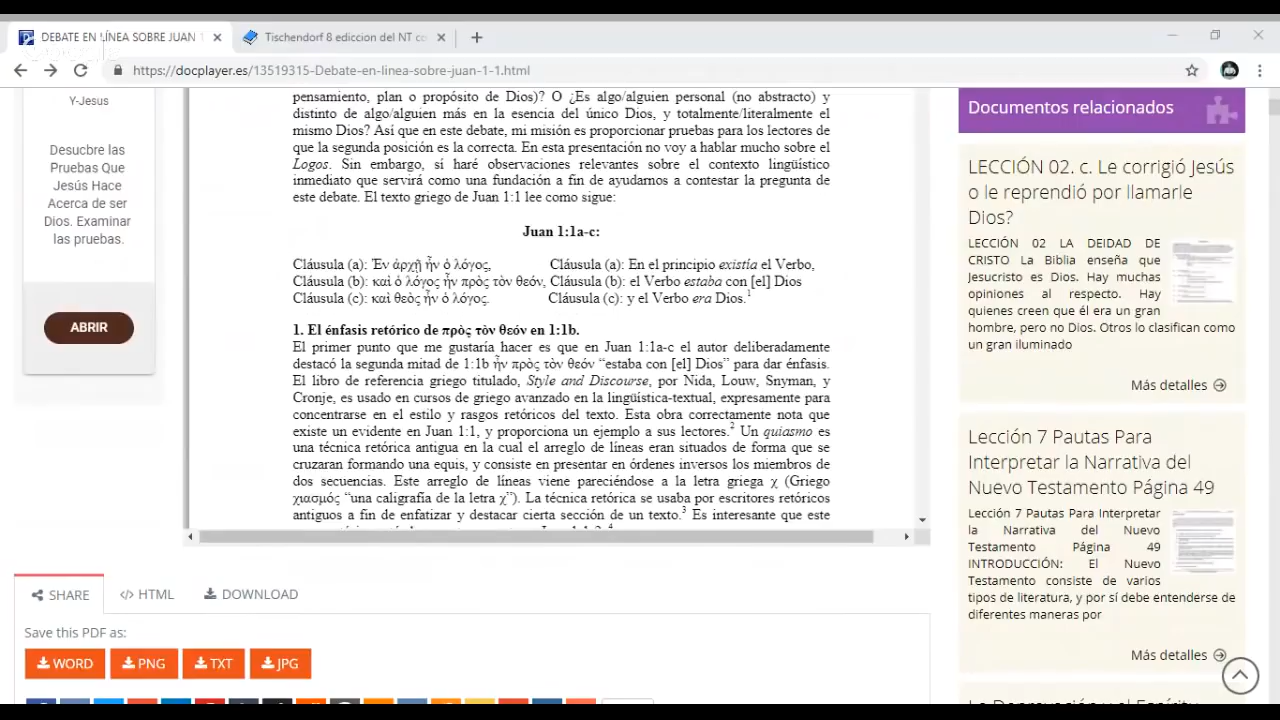 DEBATE EN LÍNEA SOBRE JUAN 1
Tischendorf 8 ediccion del NT co
https://docplayer.es/13519315-Debate-en-linea-sobre-juan-1-1.html
Y-Jesus
Desucbre las
Pruebas Que
Jesús Hace
Acerca de ser
Dios. Examinar
las pruebas.
ABRIR
pensamiento, plan o propósito de Dios)? O ¿Es algo/alguien personal (no abstracto) y
distinto de algo/alguien más en la esencia del único Dios, y totalmente/literalmente el
mismo Dios? Así que en este debate, mi misión es proporcionar pruebas para los lectores de
que la segunda posición es la correcta. En esta presentación no voy a hablar mucho sobre el
Logos. Sin embargo, sí haré observaciones relevantes sobre el contexto lingüístico
inmediato que servirá como una fundación a fin de ayudarnos a contestar la pregunta de
este debate. El texto griego de Juan 1:1 lee como sigue:
Juan 1:1a-c:
Cláusula (a): Ἐν ἀρχῇ ἦν ὁ λόγος, Cláusula (a): En el principio existía el Verbo,
Cláusula (b): καὶ ὁ λόγος ἦν πρὸς τὸν θεόν, Cláusula (b): el Verbo estaba con [el] Dios
Cláusula (c): καὶ θεὸς ἦν ὁ λόγος. Cláusula (c): y el Verbo era Dios.1
1. El énfasis retórico de πρὸς τὸν θεόν en 1:1b.
El primer punto que me gustaría hacer es que en Juan 1:1a-c el autor deliberadamente
destacó la segunda mitad de 1:1b ἦν πρὸς τὸν θεόν “estaba con [el] Dios” para dar énfasis.
El libro de referencia griego titulado, Style and Discourse, por Nida, Louw, Snyman, y
Cronje, es usado en cursos de griego avanzado en la lingüística-textual, expresamente para
concentrarse en el estilo y rasgos retóricos del texto. Esta obra correctamente nota que
existe un evidente en Juan 1:1, y proporciona un ejemplo a sus lectores.2 Un quiasmo es
una técnica retórica antigua en la cual el arreglo de líneas eran situados de forma que se
cruzaran formando una equis, y consiste en presentar en órdenes inversos los miembros de
dos secuencias. Este arreglo de líneas viene pareciéndose a la letra griega χ (Griego
χιασμός “una caligrafía de la letra χ”). La técnica retórica se usaba por escritores retóricos
antiguos a fin de enfatizar y destacar cierta sección de un texto.3 Es interesante que este
SHARE
HTML
DOWNLOAD
Save this PDF as:
WORD
PNG
TXT
JPG
Documentos relacionados
LECCIÓN 02. c. Le corrigió Jesús
o le reprendió por llamarle
Dios?
LECCIÓN 02 LA DEIDAD DE
CRISTO La Biblia enseña que
Jesucristo es Dios. Hay muchas
opiniones al respecto. Hay
quienes creen que él era un gran
hombre, pero no Dios. Otros lo clasifican como
un gran iluminado
Más detalles
Lección 7 Pautas Para
Interpretar la Narrativa del
Nuevo Testamento Página 49
Lección 7 Pautas Para Interpretar
la Narrativa del Nuevo
Testamento Página 49
INTRODUCCIÓN: El Nuevo
Testamento consiste de varios
tipos de literatura, y por sí debe entenderse de
diferentes maneras por
Más detalles